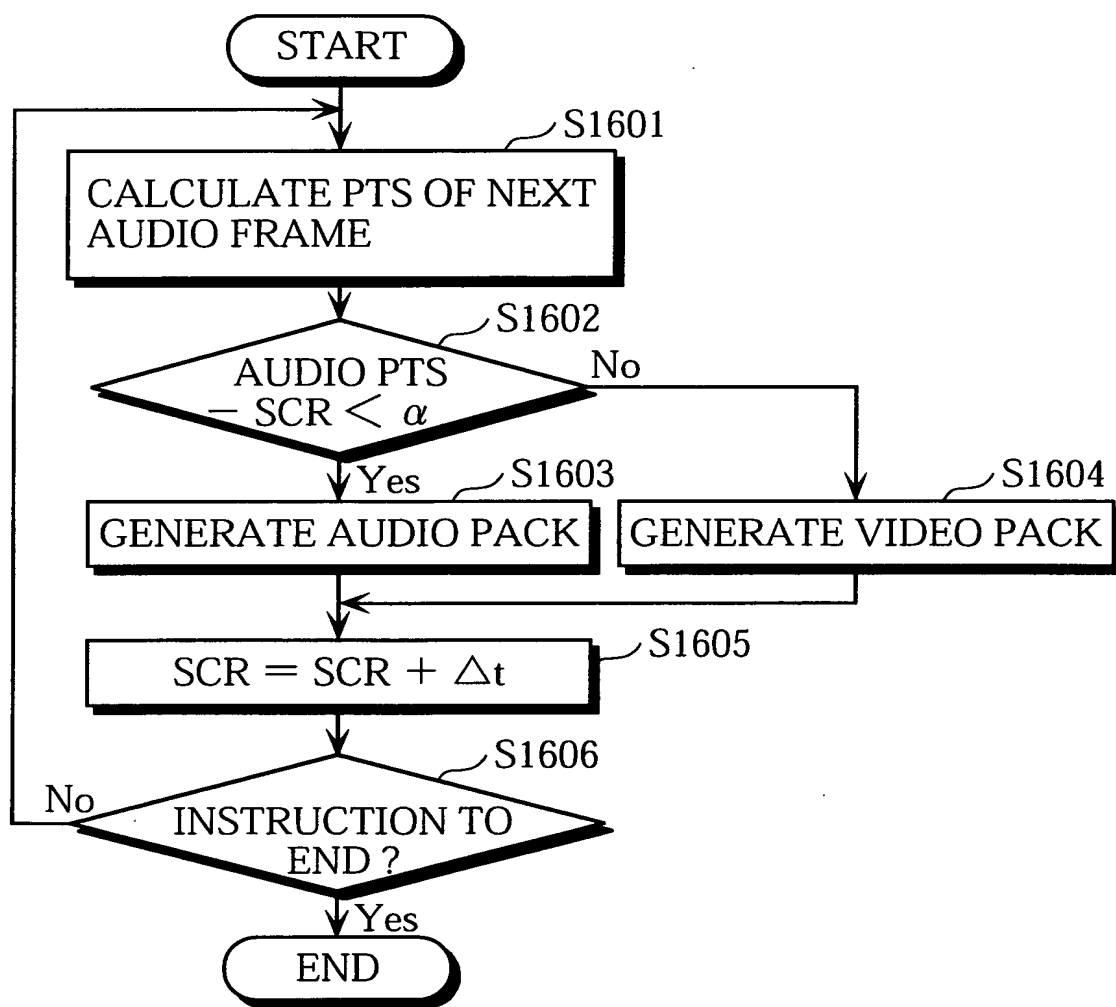 START
S1601
CALCULATE PTS OF NEXT
AUDIO FRAME
S1602
AUDIO PTS
− SCR < α
No
Yes
S1603
GENERATE AUDIO PACK
S1604
GENERATE VIDEO PACK
S1605
SCR = SCR + △t
S1606
No
INSTRUCTION TO
END ?
Yes
END